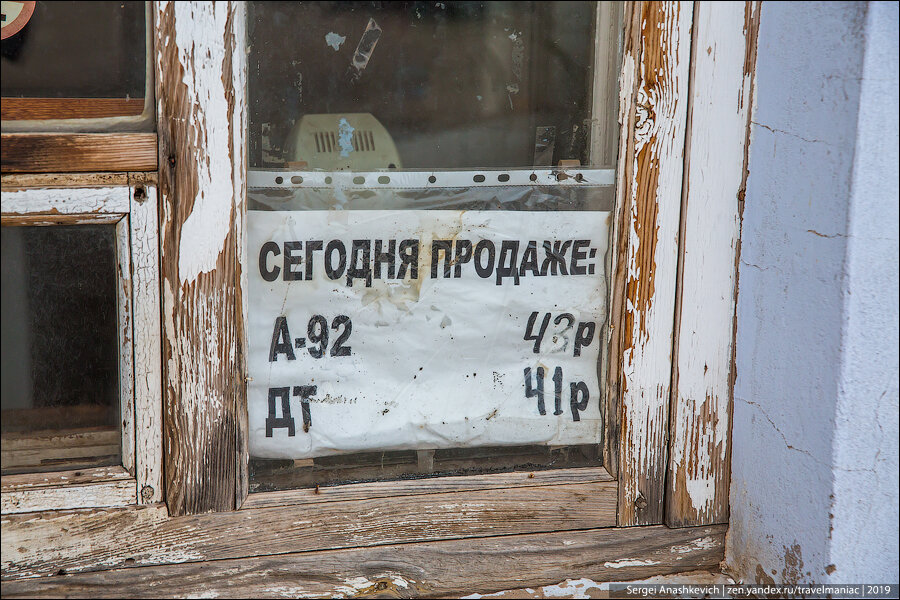 СЕГОДНЯ ПРОДАЖЕ:
А-92 43р
ДТ 41р
Sergei Anashkevich | zen.yandex.ru/travelmaniac | 2019